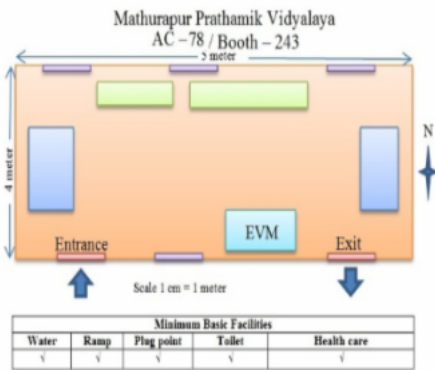 Mathurapur Prathamik Vidyalaya
AC – 78 / Booth – 243
5 meter
4 meter
N
EVM
Entrance
Exit
Scale 1 cm = 1 meter
Minimum Basic Facilities
Water Ramp Plug point Toilet Health care
√ √ √ √ √